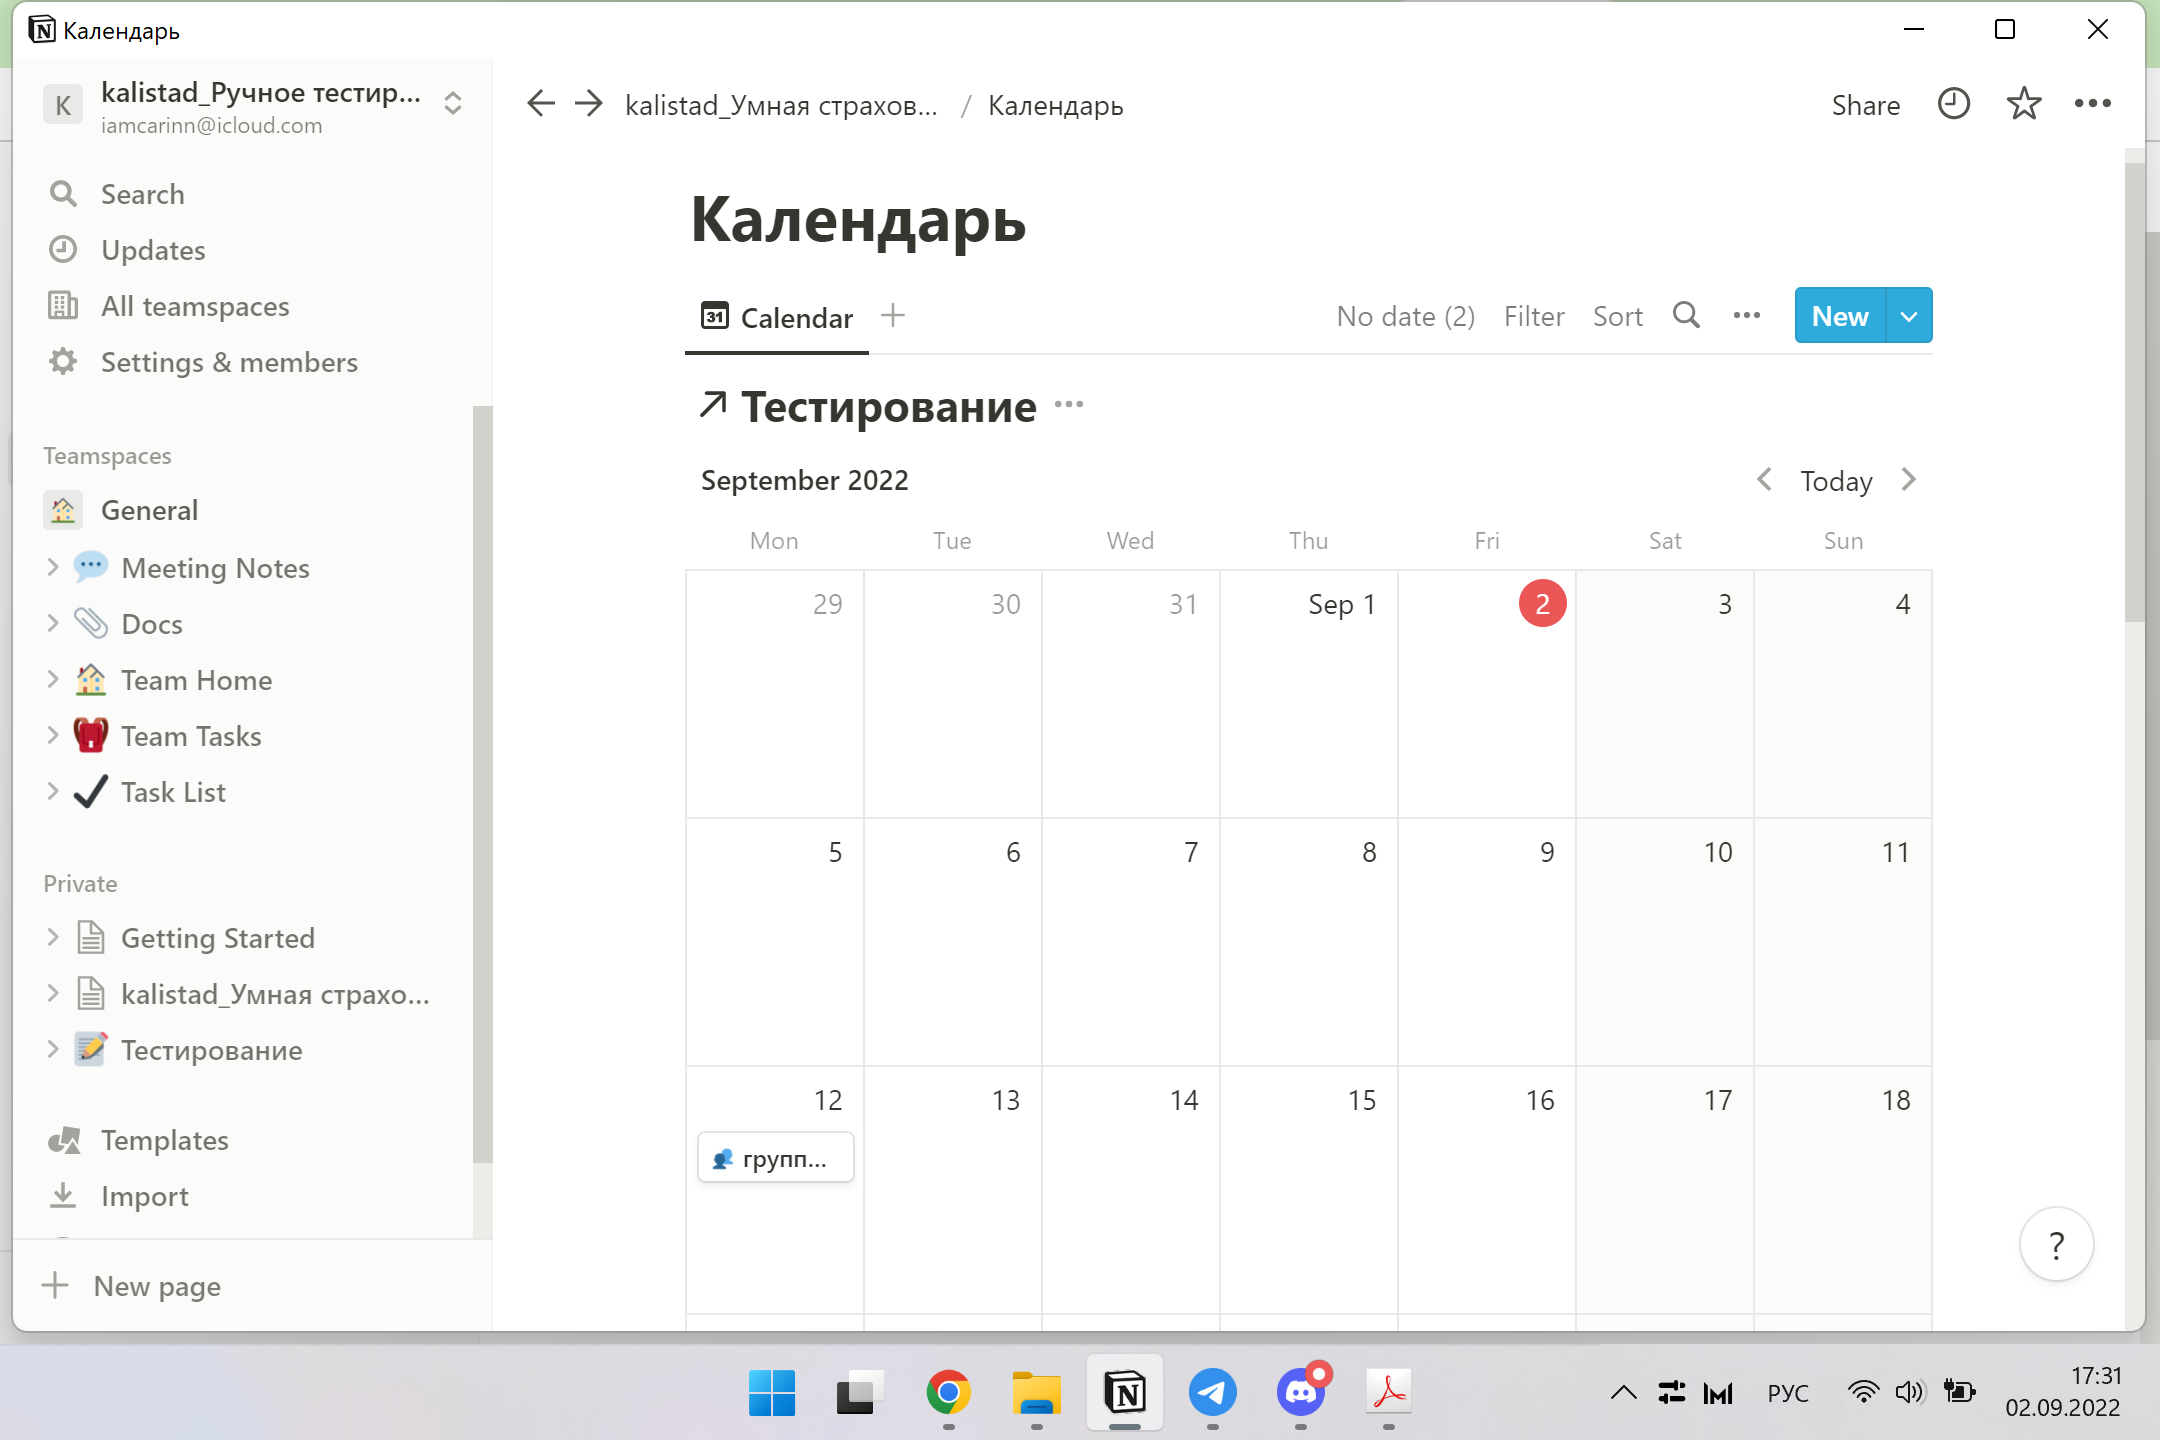 Календарь
K
kalistad_Ручное тестир...
iamcarinn@icloud.com
Search
Updates
All teamspaces
Settings & members
Teamspaces
General
Meeting Notes
Docs
Team Home
Team Tasks
Task List
Private
Getting Started
kalistad_Умная страхо...
Тестирование
Templates
Import
New page
kalistad_Умная страхов... / Календарь
Share
Календарь
31 Calendar
No date (2) Filter Sort
New
Тестирование
September 2022
Today
Mon Tue Wed Thu Fri Sat Sun
29 30 31 Sep 1 2 3 4
5 6 7 8 9 10 11
12 13 14 15 16 17 18
групп...
?
РУС
17:31
02.09.2022